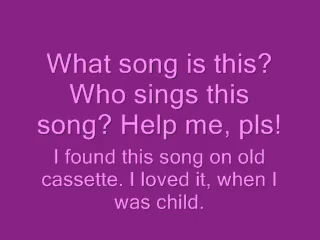 What song is this?
Who sings this
song? Help me, pls!
I found this song on old
cassette. I loved it, when I
was child.